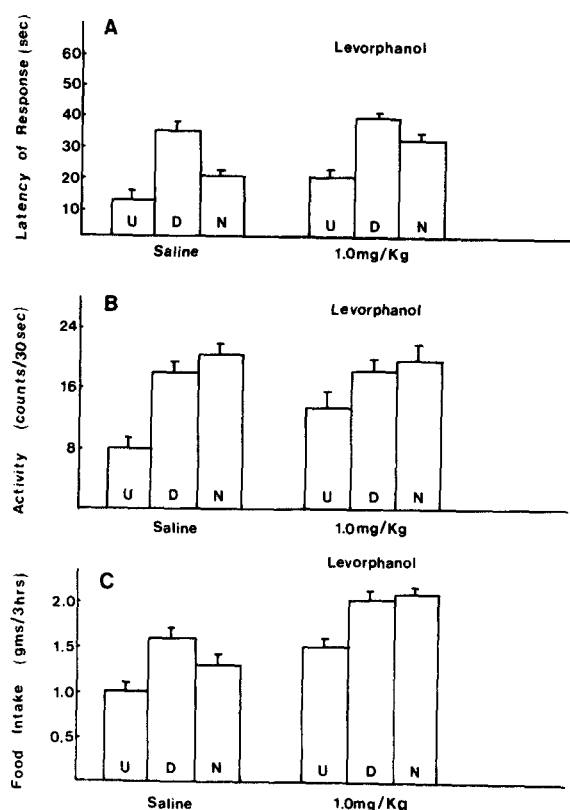 A
Latency of Response (sec)
Levorphanol
60
50
40
30
20
10
U D N U D N
Saline 1.0mg/Kg
B
Activity (counts/30 sec)
Levorphanol
24
16
8
U D N U D N
Saline 1.0mg/Kg
C
Food Intake (gms/3hrs)
Levorphanol
2.0
1.5
1.0
0.5
U D N U D N
Saline 1.0mg/Kg